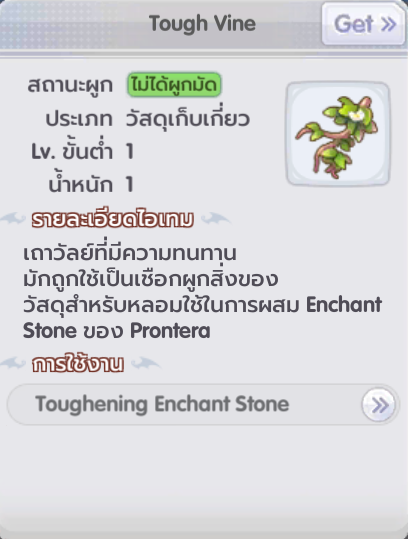 Tough Vine
Get »
สถานะผูก ไม่ได้ผูกมัด
ประเภท วัสดุเก็บเกี่ยว
Lv. ขั้นต่ำ 1
น้ำหนัก 1
รายละเอียดไอเทม
เถาวัลย์ที่มีความทนทาน
มักถูกใช้เป็นเชือกผูกสิ่งของ
วัสดุสำหรับหลอมใช้ในการผสม Enchant
Stone ของ Prontera
การใช้งาน
Toughening Enchant Stone